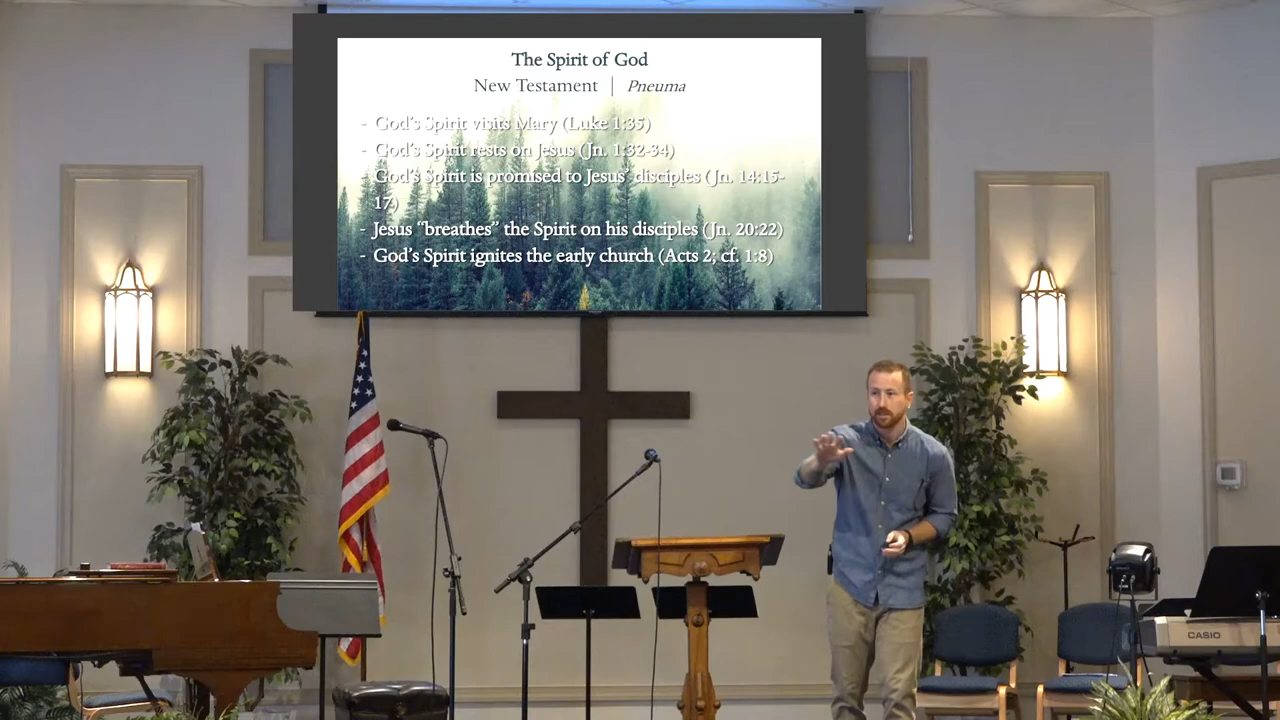 The Spirit of God
New Testament | Pneuma
- God's Spirit visits Mary (Luke 1:35)
- God's Spirit rests on Jesus (Jn. 1:32-34)
- God's Spirit is promised to Jesus' disciples (Jn. 14:15-
17)
- Jesus "breathes" the Spirit on his disciples (Jn. 20:22)
- God's Spirit ignites the early church (Acts 2; cf. 1:8)
CASIO